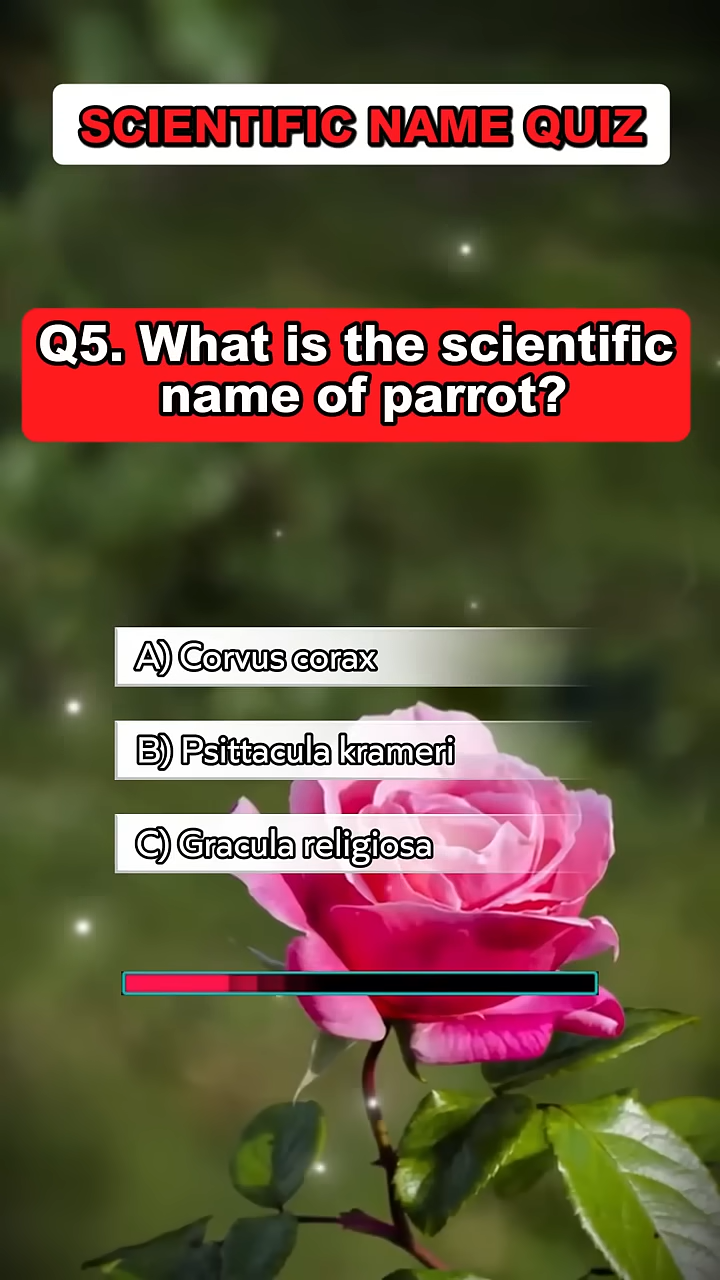 SCIENTIFIC NAME QUIZ
Q5. What is the scientific
name of parrot?
A) Corvus corax
B) Psittacula krameri
C) Gracula religiosa